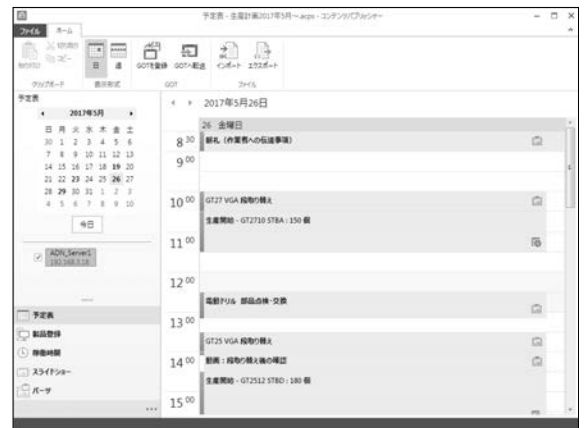 予定表 - 生産計画2017年5月～.acps - コンテンツパブリッシャー
ファイル ホーム
切り取り
コピー
貼り付け
日 週 GOTを登録 GOTへ転送 インポート エクスポート
クリップボード 表示形式 GOT ファイル
予定表
2017年5月
日 月 火 水 木 金 土
30 1 2 3 4 5 6
7 8 9 10 11 12 13
14 15 16 17 18 19 20
21 22 23 24 25 26 27
28 29 30 31 1 2 3
4 5 6 7 8 9 10
今日
ADN_Server1
192.168.3.18
予定表
製品登録
稼働時間
スライドショー
バーサ
2017年5月26日
26 金曜日
8 30 朝礼（作業者への伝達事項）
9 00
10 00 GT27 VGA 段取り替え
生産開始 - GT2710 STBA : 150 個
11 00
12 00
電動ドリル 部品点検・交換
13 00
GT25 VGA 段取り替え
14 00 動画：段取り替え後の確認
生産開始 - GT2512 STBD : 180 個
15 00